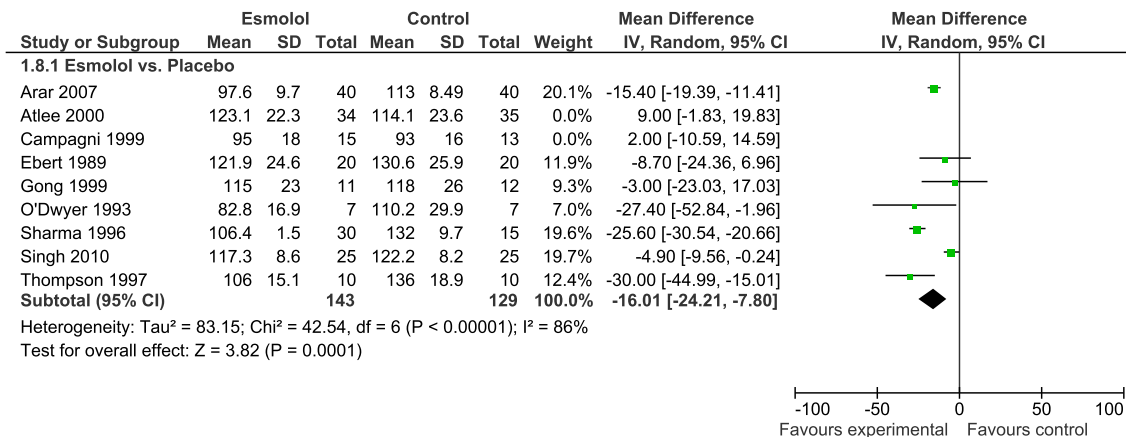 Esmolol Control Mean Difference Mean Difference
Study or Subgroup Mean SD Total Mean SD Total Weight IV, Random, 95% CI IV, Random, 95% CI
1.8.1 Esmolol vs. Placebo
Arar 2007 97.6 9.7 40 113 8.49 40 20.1% -15.40 [-19.39, -11.41]
Atlee 2000 123.1 22.3 34 114.1 23.6 35 0.0% 9.00 [-1.83, 19.83]
Campagni 1999 95 18 15 93 16 13 0.0% 2.00 [-10.59, 14.59]
Ebert 1989 121.9 24.6 20 130.6 25.9 20 11.9% -8.70 [-24.36, 6.96]
Gong 1999 115 23 11 118 26 12 9.3% -3.00 [-23.03, 17.03]
O'Dwyer 1993 82.8 16.9 7 110.2 29.9 7 7.0% -27.40 [-52.84, -1.96]
Sharma 1996 106.4 1.5 30 132 9.7 15 19.6% -25.60 [-30.54, -20.66]
Singh 2010 117.3 8.6 25 122.2 8.2 25 19.7% -4.90 [-9.56, -0.24]
Thompson 1997 106 15.1 10 136 18.9 10 12.4% -30.00 [-44.99, -15.01]
Subtotal (95% CI) 143 129 100.0% -16.01 [-24.21, -7.80]
Heterogeneity: Tau² = 83.15; Chi² = 42.54, df = 6 (P < 0.00001); I² = 86%
Test for overall effect: Z = 3.82 (P = 0.0001)
-100 -50 0 50 100
Favours experimental Favours control